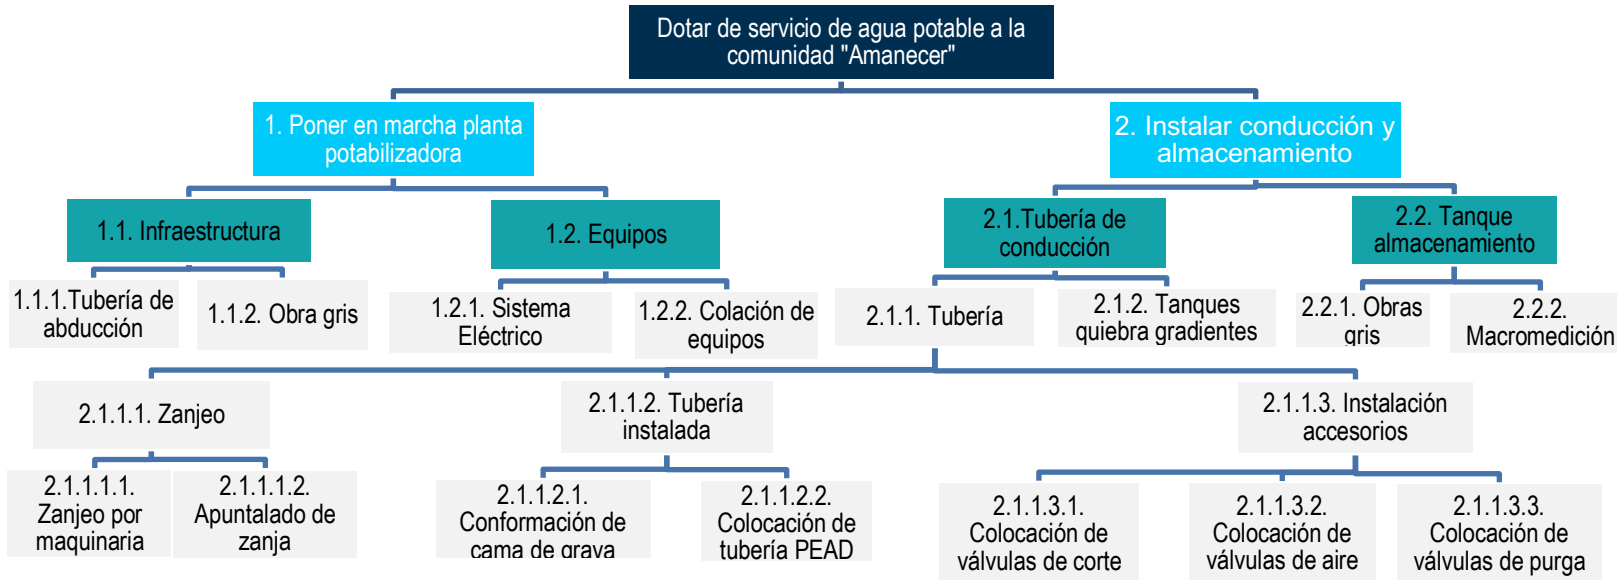 Dotar de servicio de agua potable a la
comunidad "Amanecer"
1. Poner en marcha planta
potabilizadora
2. Instalar conducción y
almacenamiento
1.1. Infraestructura
1.2. Equipos
2.1.Tubería de
conducción
2.2. Tanque
almacenamiento
1.1.1.Tubería de
abducción
1.1.2. Obra gris
1.2.1. Sistema
Eléctrico
1.2.2. Colación de
equipos
2.1.1. Tubería
2.1.2. Tanques
quiebra gradientes
2.2.1. Obras
gris
2.2.2.
Macromedición
2.1.1.1. Zanjeo
2.1.1.2. Tubería
instalada
2.1.1.3. Instalación
accesorios
2.1.1.1.1.
Zanjeo por
maquinaria
2.1.1.1.2.
Apuntalado de
zanja
2.1.1.2.1.
Conformación de
cama de grava
2.1.1.2.2.
Colocación de
tubería PEAD
2.1.1.3.1.
Colocación de
válvulas de corte
2.1.1.3.2.
Colocación de
válvulas de aire
2.1.1.3.3.
Colocación de
válvulas de purga